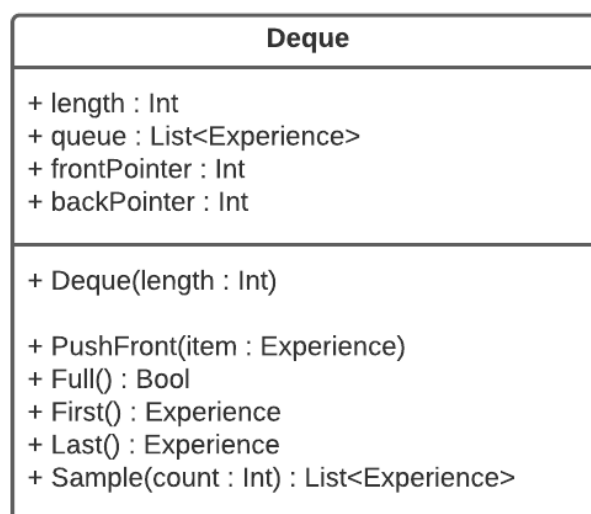 Deque
+ length : Int
+ queue : List<Experience>
+ frontPointer : Int
+ backPointer : Int
+ Deque(length : Int)
+ PushFront(item : Experience)
+ Full() : Bool
+ First() : Experience
+ Last() : Experience
+ Sample(count : Int) : List<Experience>